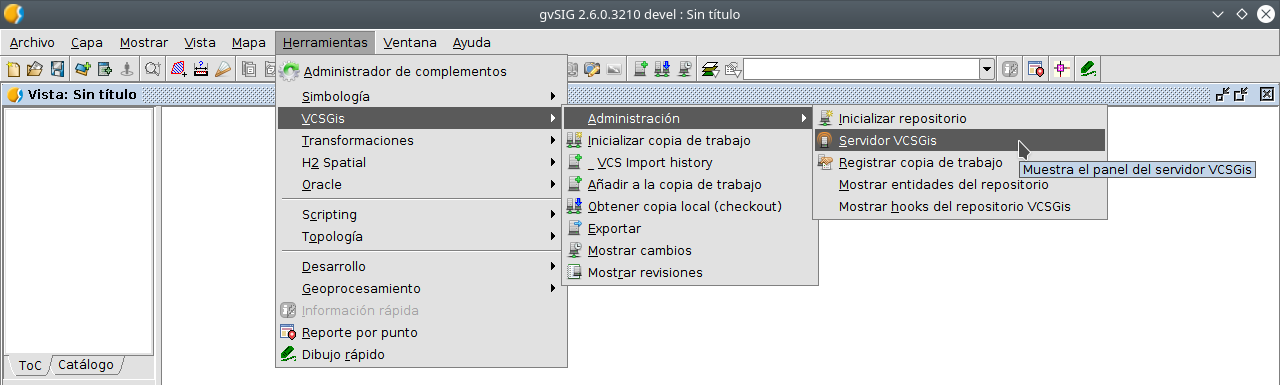 gvSIG 2.6.0.3210 devel : Sin título
Archivo Capa Mostrar Vista Mapa Herramientas Ventana Ayuda
Vista: Sin título
Administrador de complementos
Simbología
VCSGis
Transformaciones
H2 Spatial
Oracle
Scripting
Topología
Desarrollo
Geoprocesamiento
Información rápida
Reporte por punto
Dibujo rápido
Administración
Inicializar copia de trabajo
_ VCS Import history
Añadir a la copia de trabajo
Obtener copia local (checkout)
Exportar
Mostrar cambios
Mostrar revisiones
Inicializar repositorio
Servidor VCSGis
Registrar copia de trabajo
Mostrar entidades del repositorio
Mostrar hooks del repositorio VCSGis
Muestra el panel del servidor VCSGis
ToC Catálogo